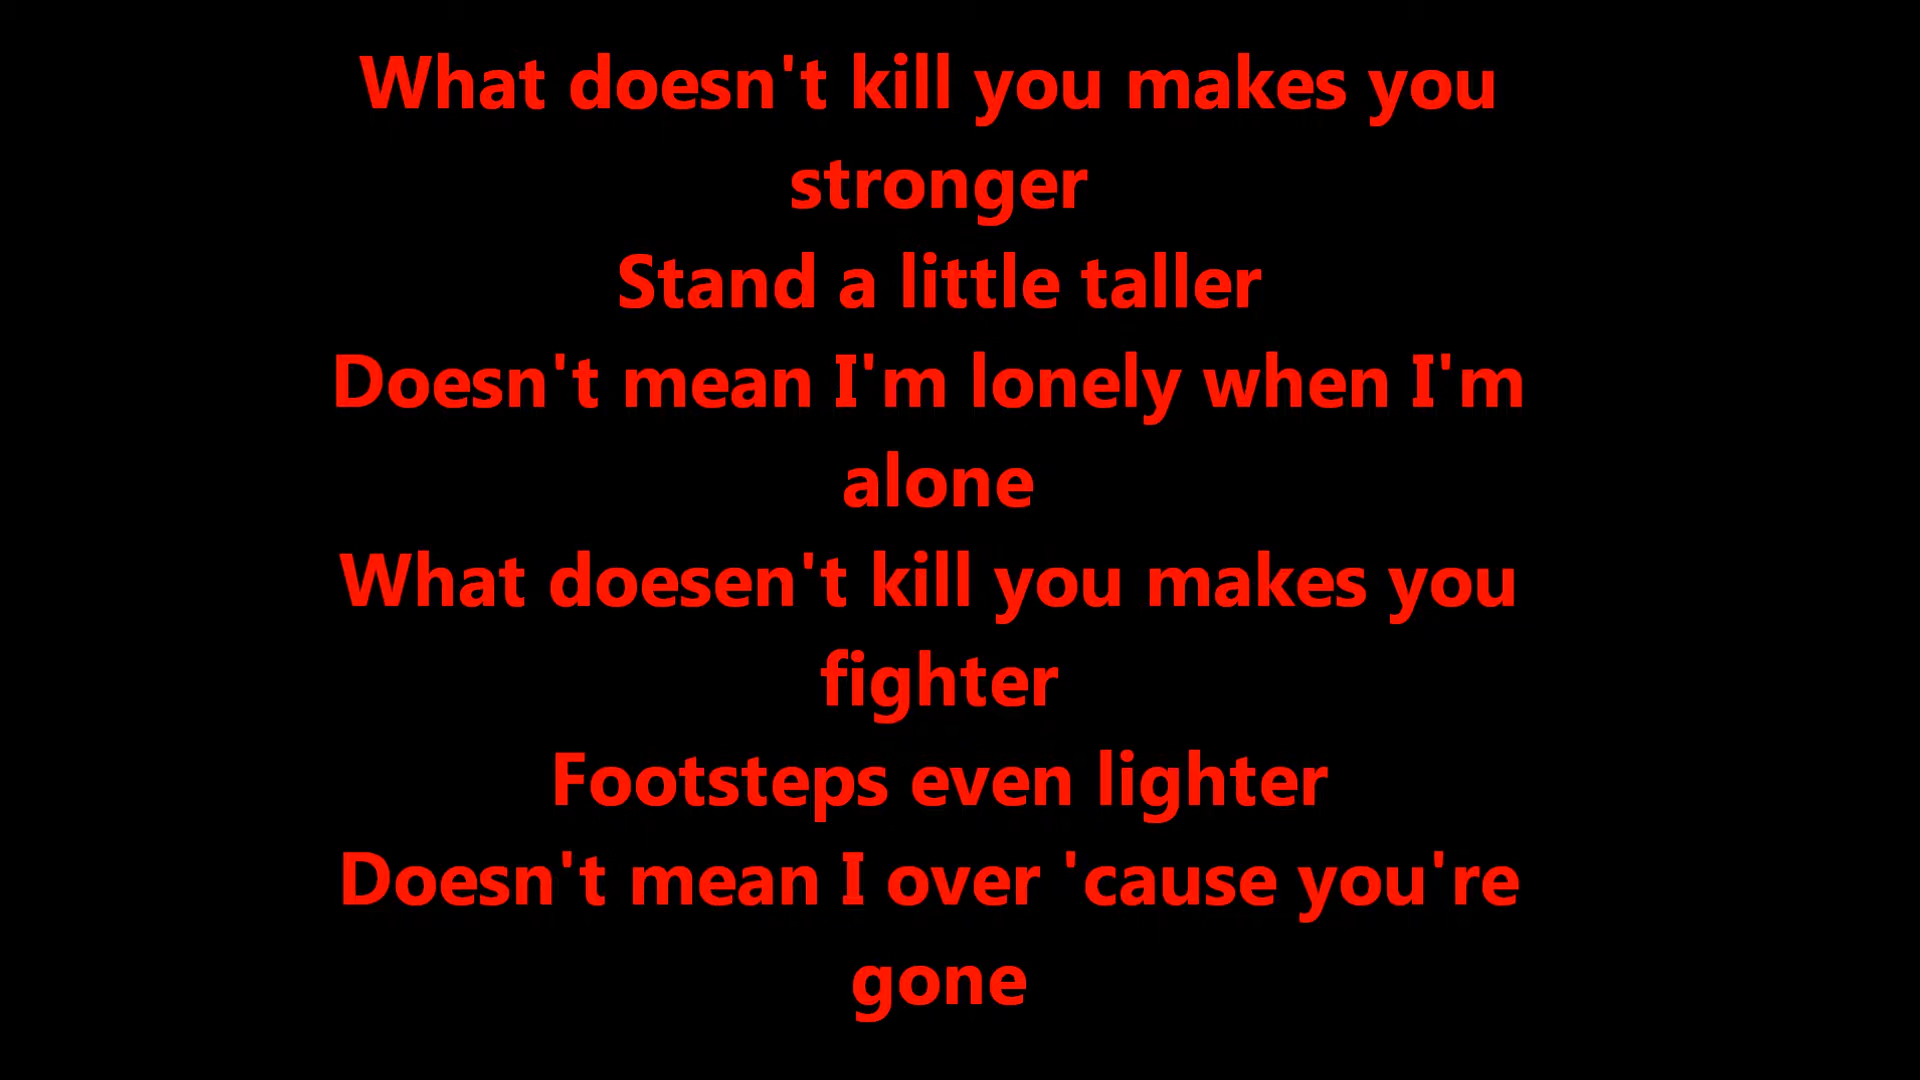 What doesn't kill you makes you
stronger
Stand a little taller
Doesn't mean I'm lonely when I'm
alone
What doesen't kill you makes you
fighter
Footsteps even lighter
Doesn't mean I over 'cause you're
gone